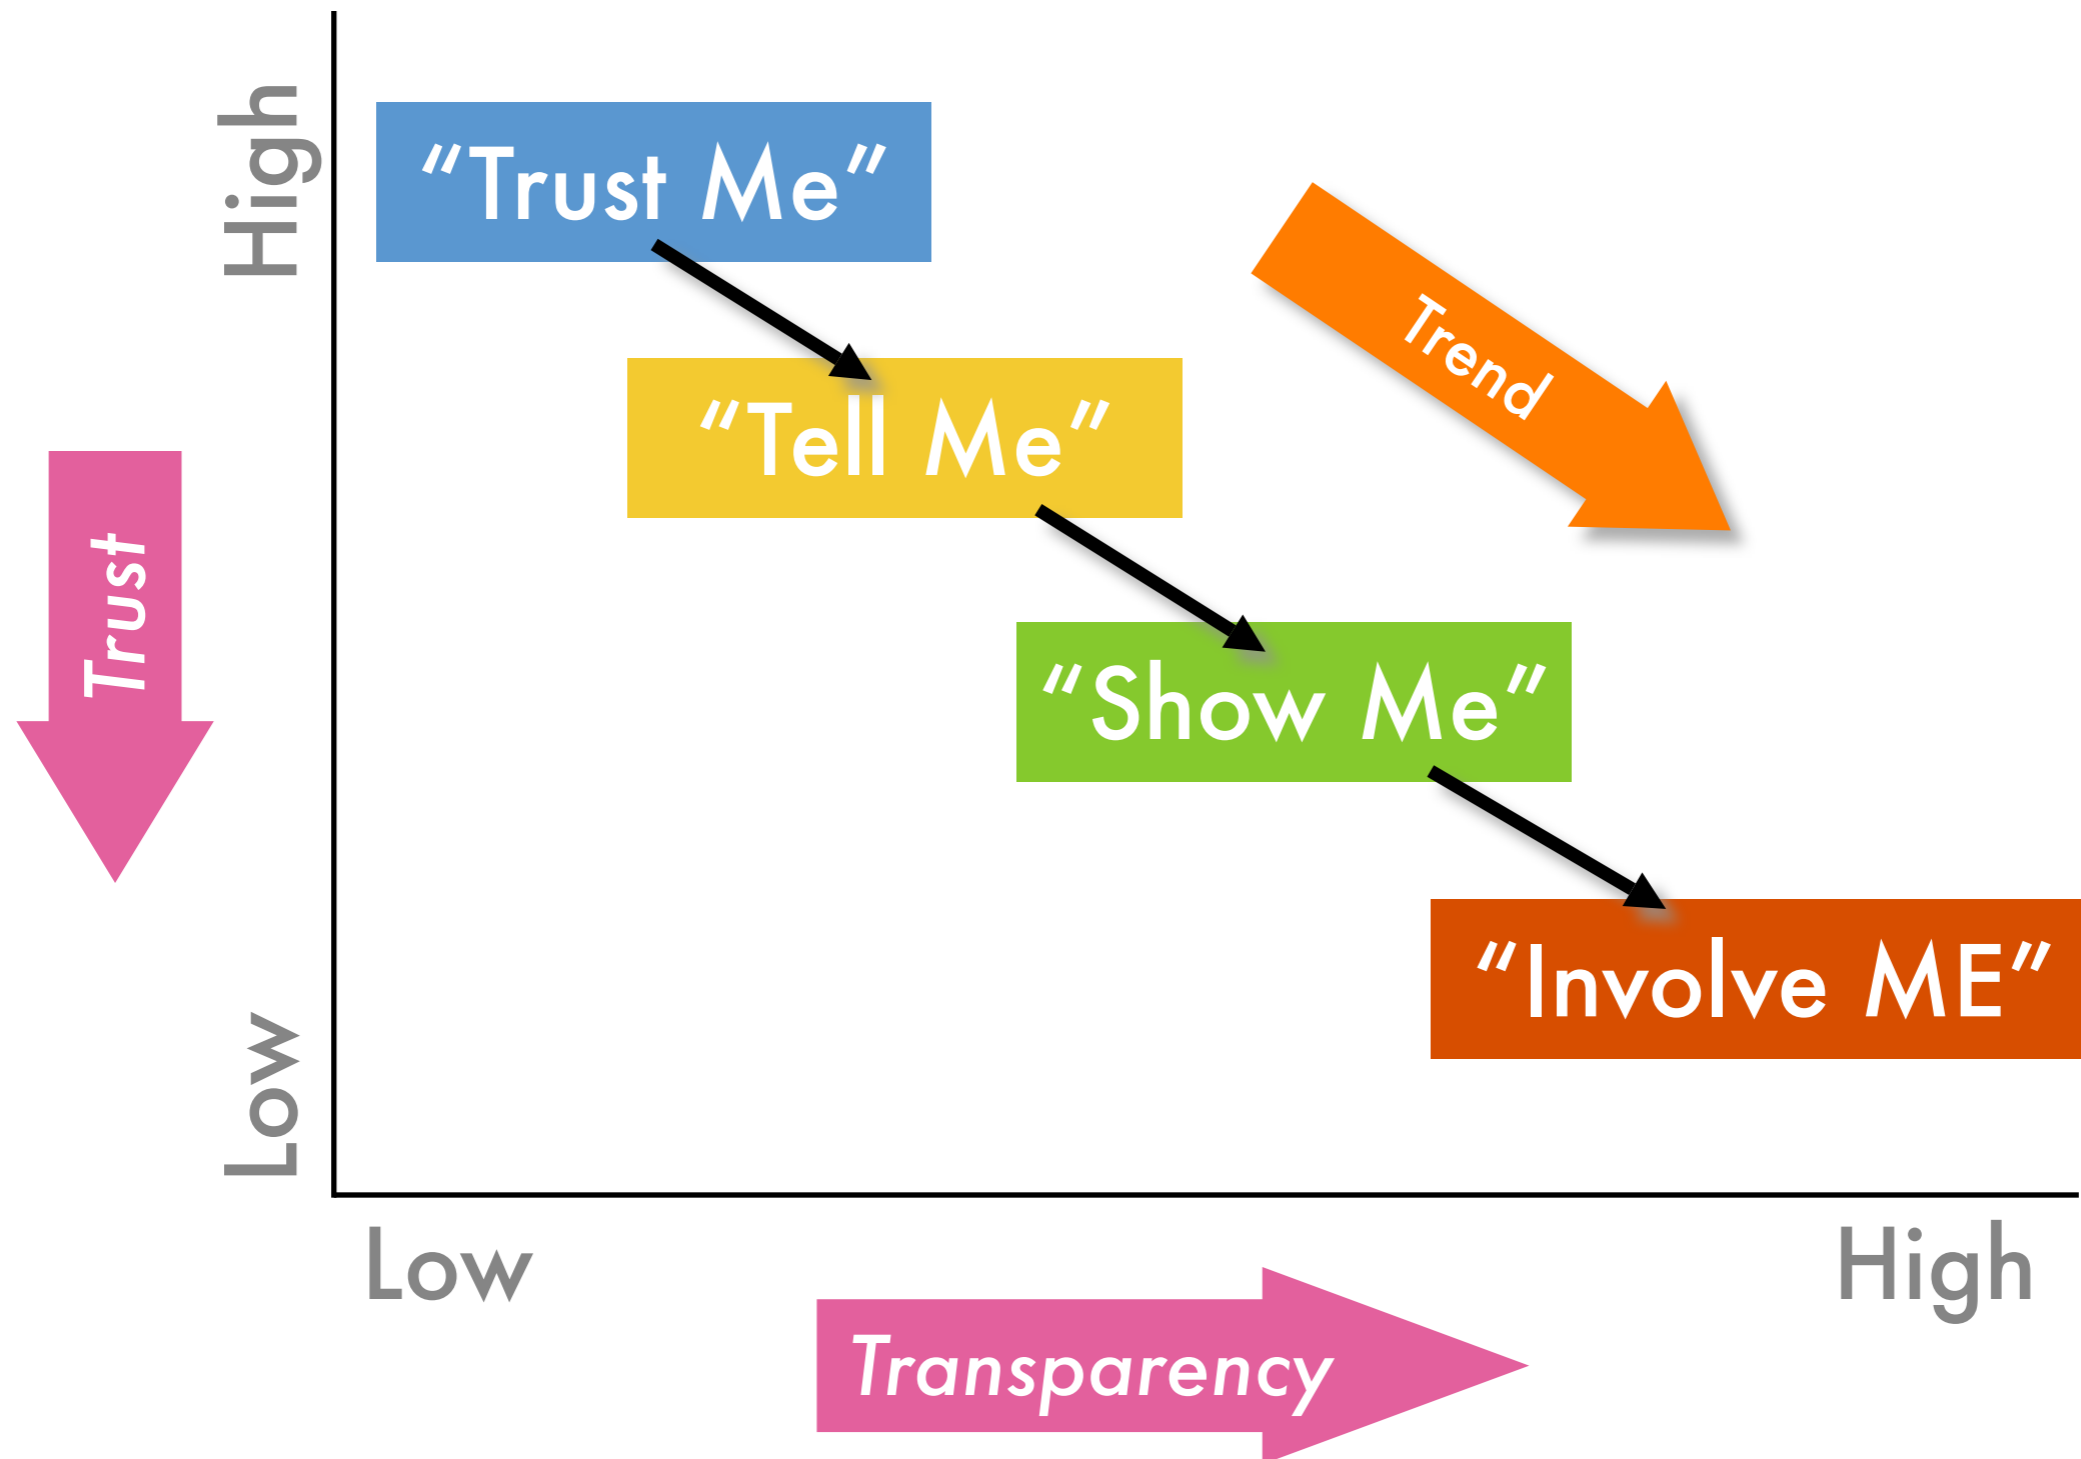 High
“Trust Me”
Trend
“Tell Me”
Trust
“Show Me”
“Involve ME”
Low
Low
High
Transparency